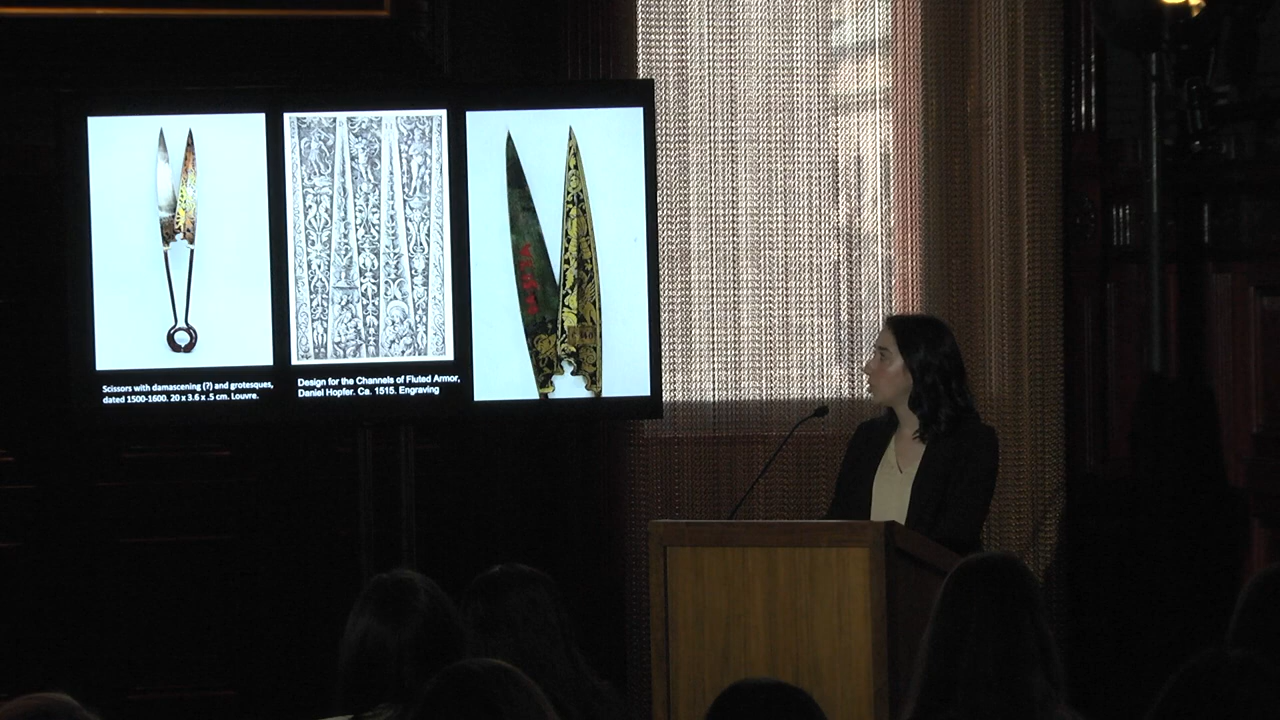 Scissors with damascening (?) and grotesques,
dated 1500-1600. 20 x 3.6 x .5 cm. Louvre.
Design for the Channels of Fluted Armor,
Daniel Hopfer. Ca. 1515. Engraving